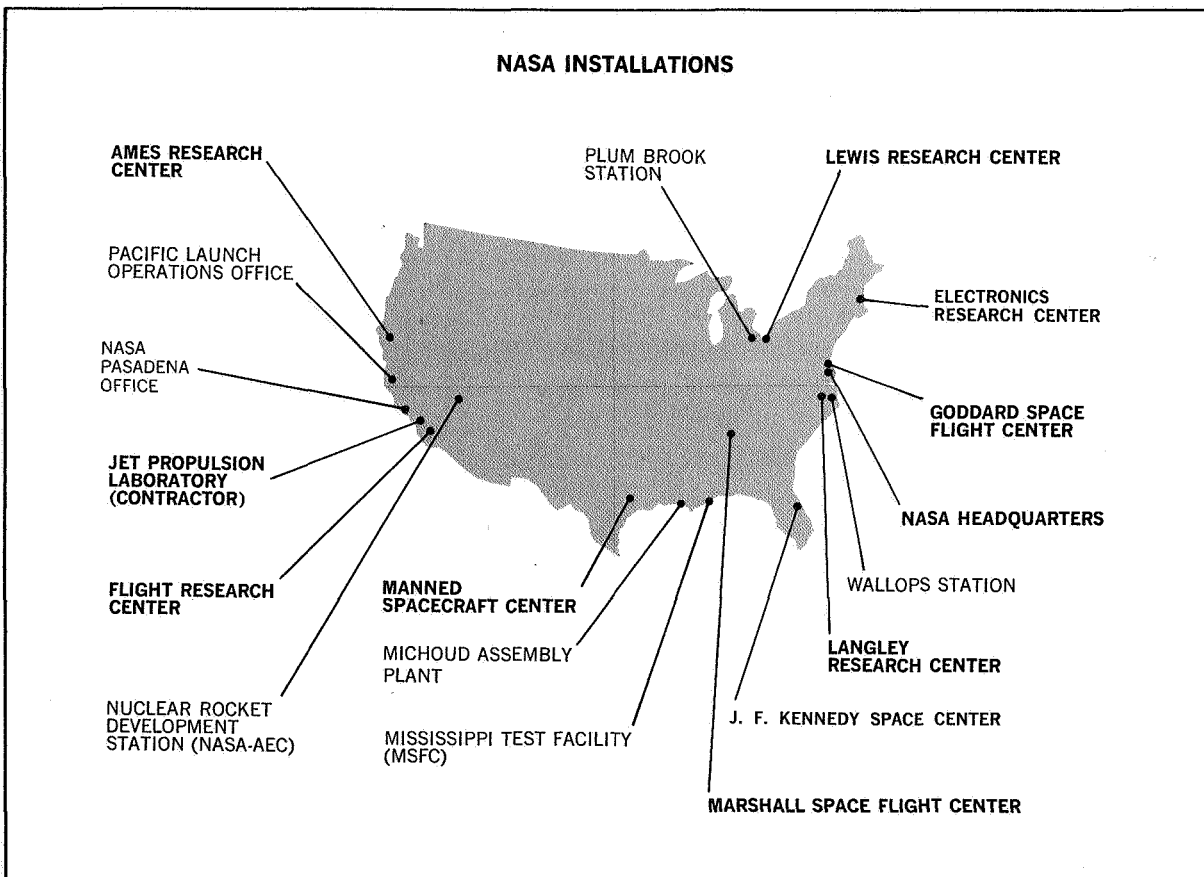 NASA INSTALLATIONS
AMES RESEARCH
CENTER
PLUM BROOK
STATION
LEWIS RESEARCH CENTER
PACIFIC LAUNCH
OPERATIONS OFFICE
ELECTRONICS
RESEARCH CENTER
NASA
PASADENA
OFFICE
GODDARD SPACE
FLIGHT CENTER
JET PROPULSION
LABORATORY
(CONTRACTOR)
NASA HEADQUARTERS
FLIGHT RESEARCH
CENTER
MANNED
SPACECRAFT CENTER
WALLOPS STATION
MICHOUD ASSEMBLY
PLANT
LANGLEY
RESEARCH CENTER
NUCLEAR ROCKET
DEVELOPMENT
STATION (NASA-AEC)
MISSISSIPPI TEST FACILITY
(MSFC)
J. F. KENNEDY SPACE CENTER
MARSHALL SPACE FLIGHT CENTER